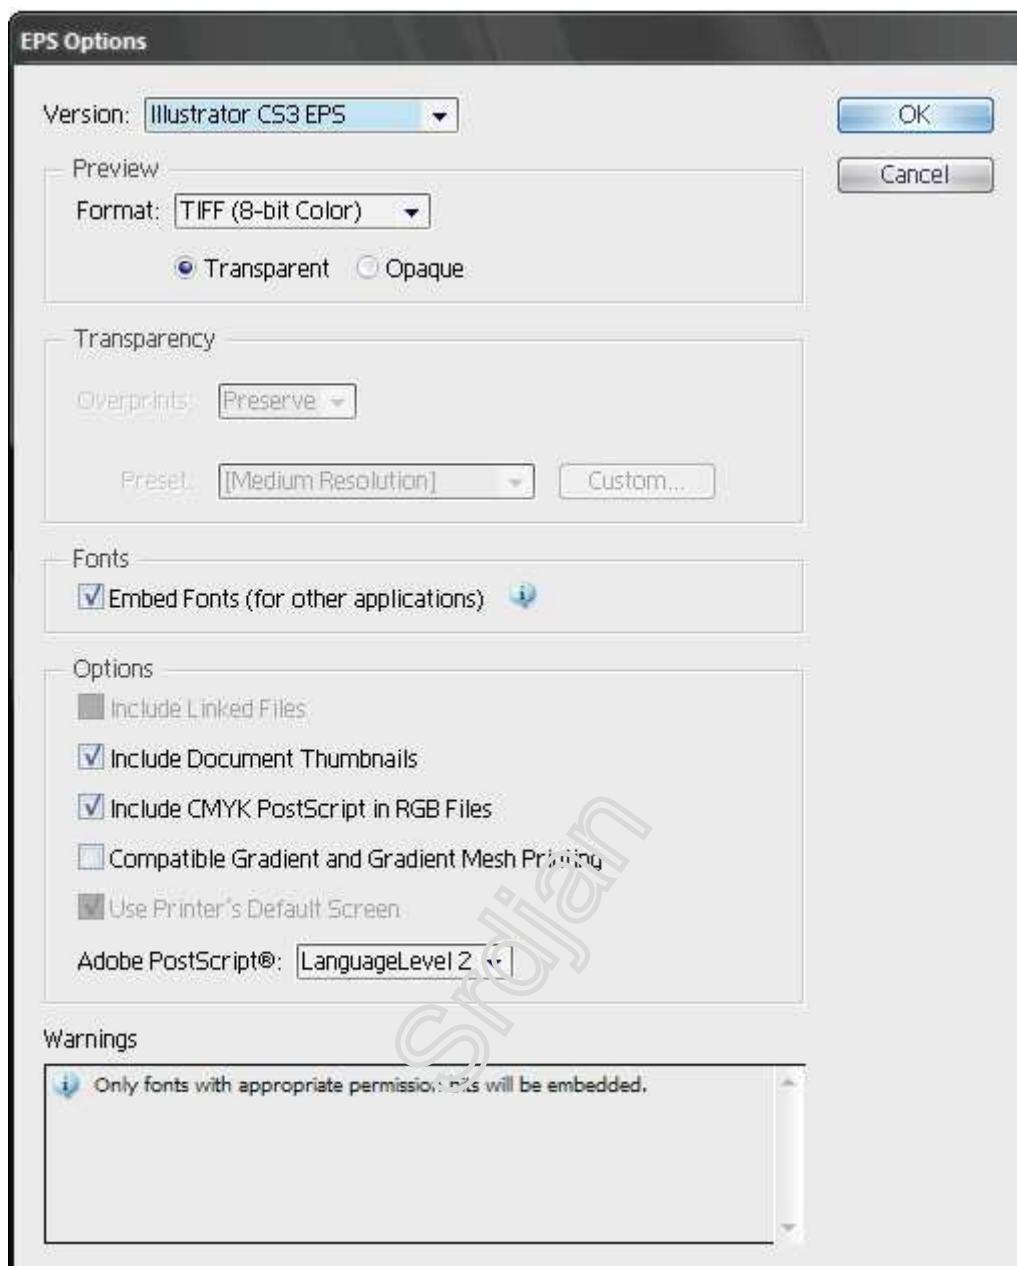 EPS Options
Version: Illustrator CS3 EPS
OK
Preview
Cancel
Format: TIFF (8-bit Color)
Transparent Opaque
Transparency
Overprints: Preserve
Preset: [Medium Resolution] Custom...
Fonts
Embed Fonts (for other applications)
Options
Include Linked Files
Include Document Thumbnails
Include CMYK PostScript in RGB Files
Compatible Gradient and Gradient Mesh Printing
Use Printer's Default Screen
Adobe PostScript®: LanguageLevel 2
Srdjan
Warnings
Only fonts with appropriate permission bits will be embedded.